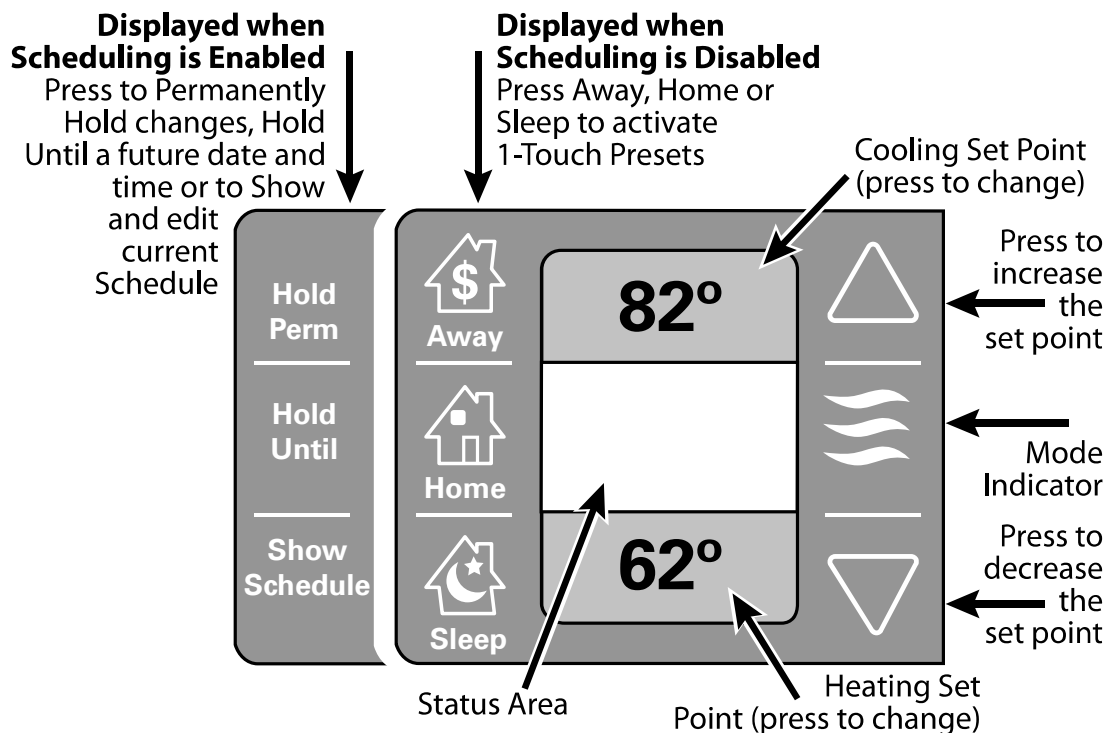 Displayed when
Scheduling is Enabled
Press to Permanently
Hold changes, Hold
Until a future date and
time or to Show
and edit
current
Schedule
Displayed when
Scheduling is Disabled
Press Away, Home or
Sleep to activate
1-Touch Presets
Cooling Set Point
(press to change)
Hold
Perm
Hold
Until
Show
Schedule
$
Away
Home
Sleep
82º
62º
Press to
increase
the
set point
Mode
Indicator
Press to
decrease
the
set point
Status Area
Heating Set
Point (press to change)